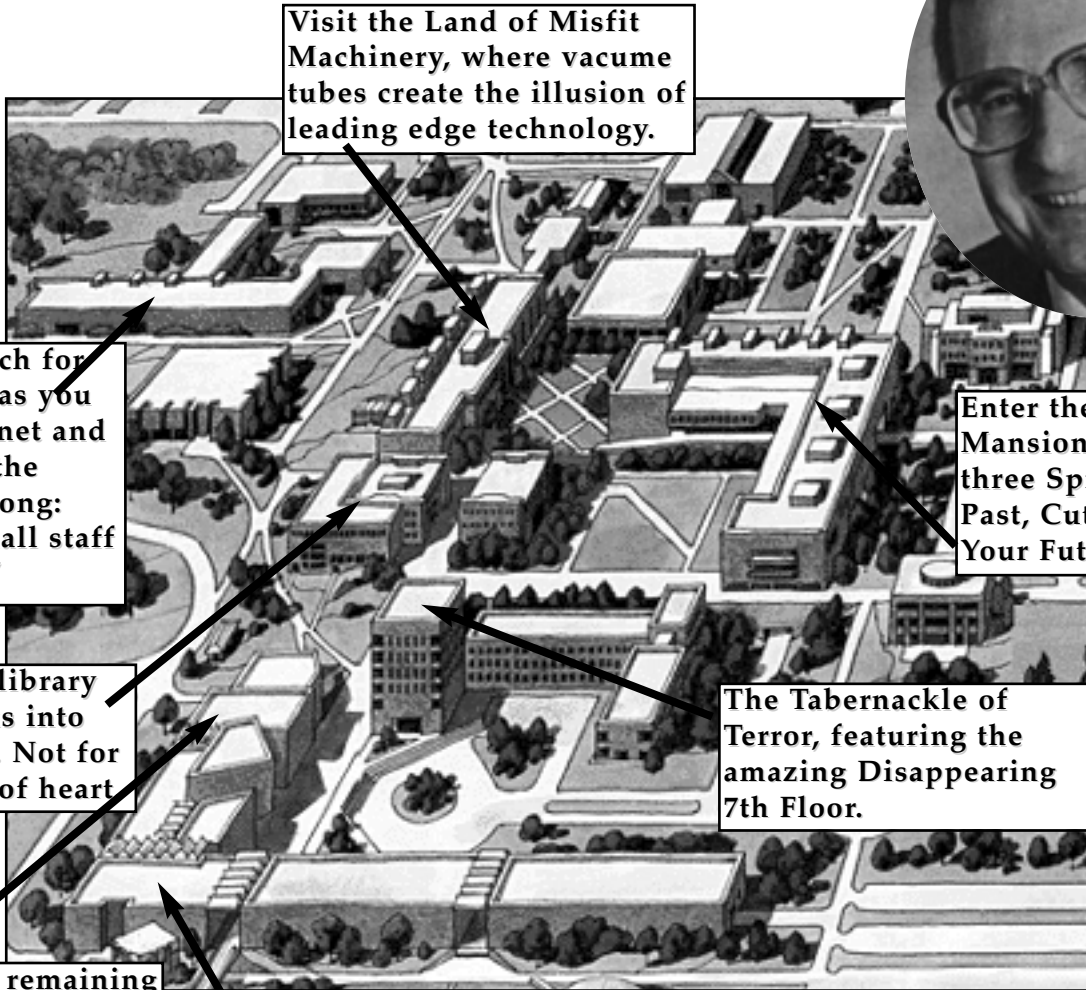 Visit the Land of Misfit
Machinery, where vacume
tubes create the illusion of
leading edge technology.
ch for
as you
net and
the
ong:
all staff
Enter the
Mansion
three Sp
Past, Cut
Your Fut
library
s into
Not for
of heart
The Tabernackle of
Terror, featuring the
amazing Disappearing
7th Floor.
remaining